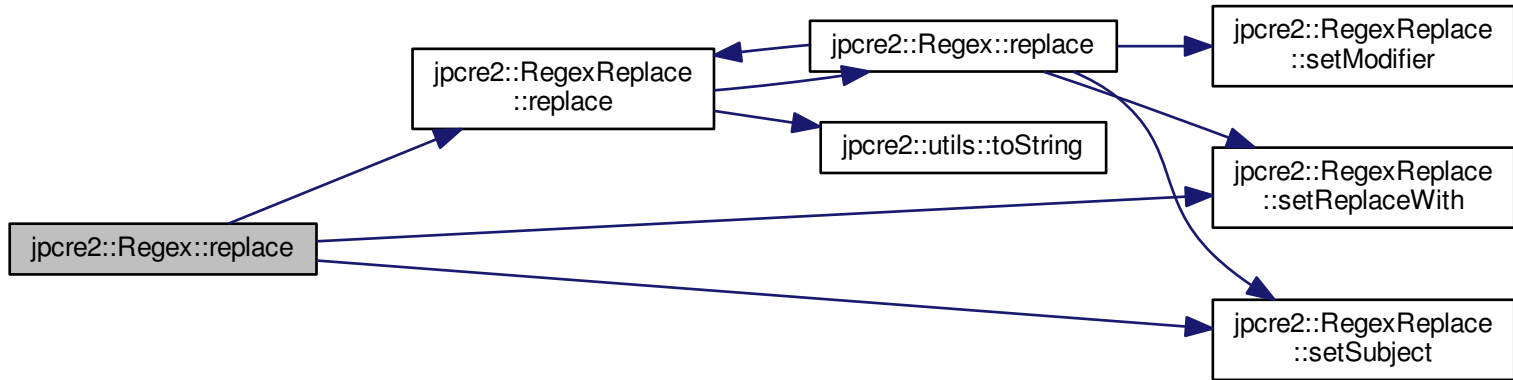 jpcre2::Regex::replace
jpcre2::RegexReplace
::replace
jpcre2::Regex::replace
jpcre2::utils::toString
jpcre2::RegexReplace
::setModifier
jpcre2::RegexReplace
::setReplaceWith
jpcre2::RegexReplace
::setSubject